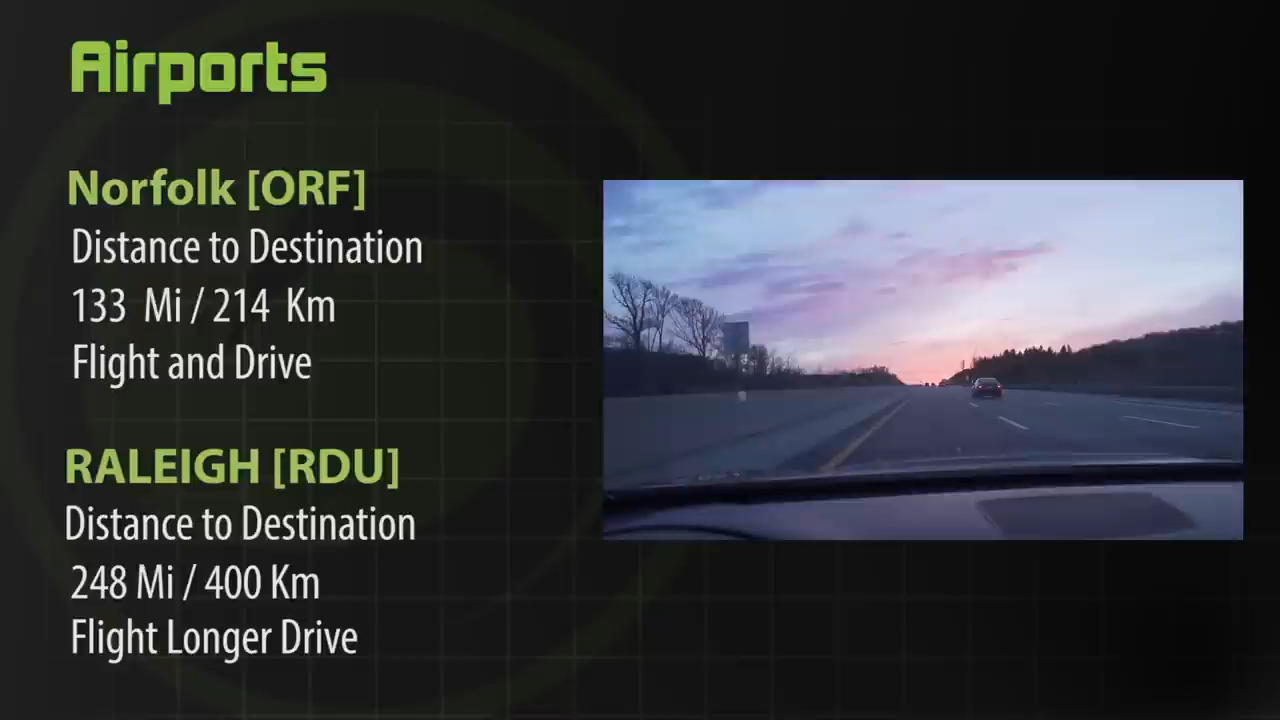 Airports
Norfolk [ORF]
Distance to Destination
133 Mi / 214 Km
Flight and Drive
RALEIGH [RDU]
Distance to Destination
248 Mi / 400 Km
Flight Longer Drive